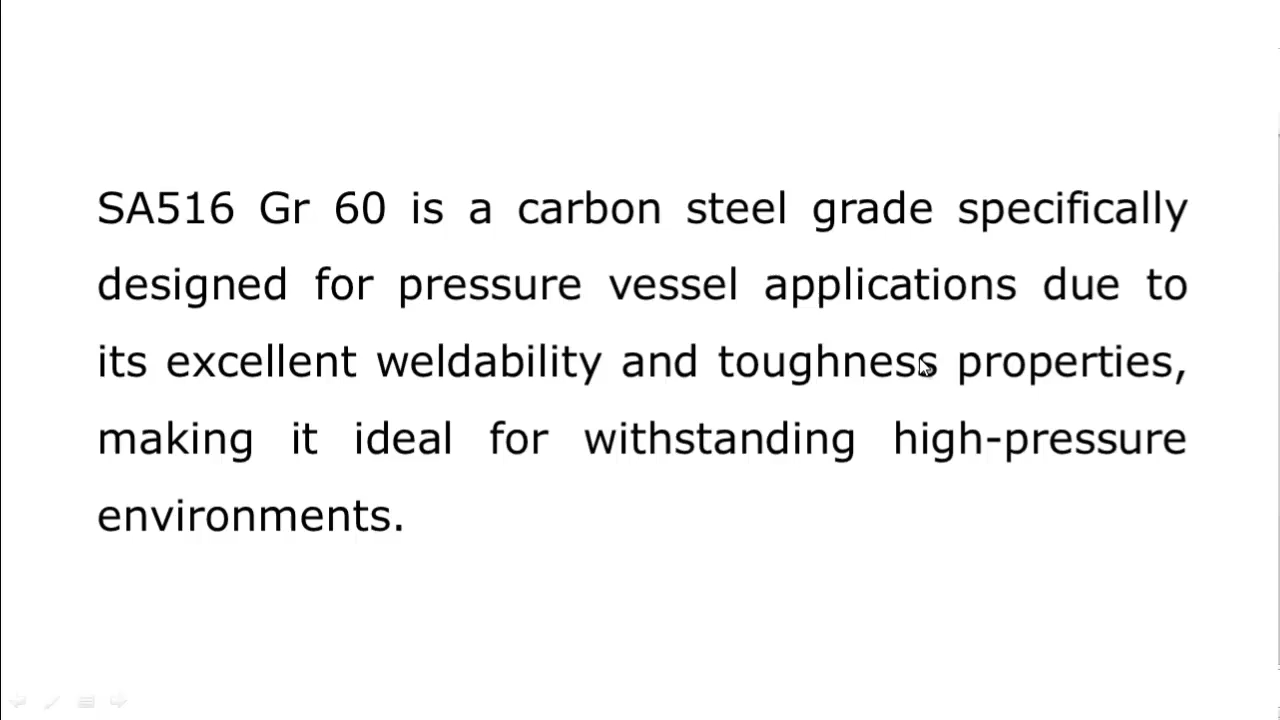 SA516 Gr 60 is a carbon steel grade specifically
designed for pressure vessel applications due to
its excellent weldability and toughness properties,
making it ideal for withstanding high-pressure
environments.